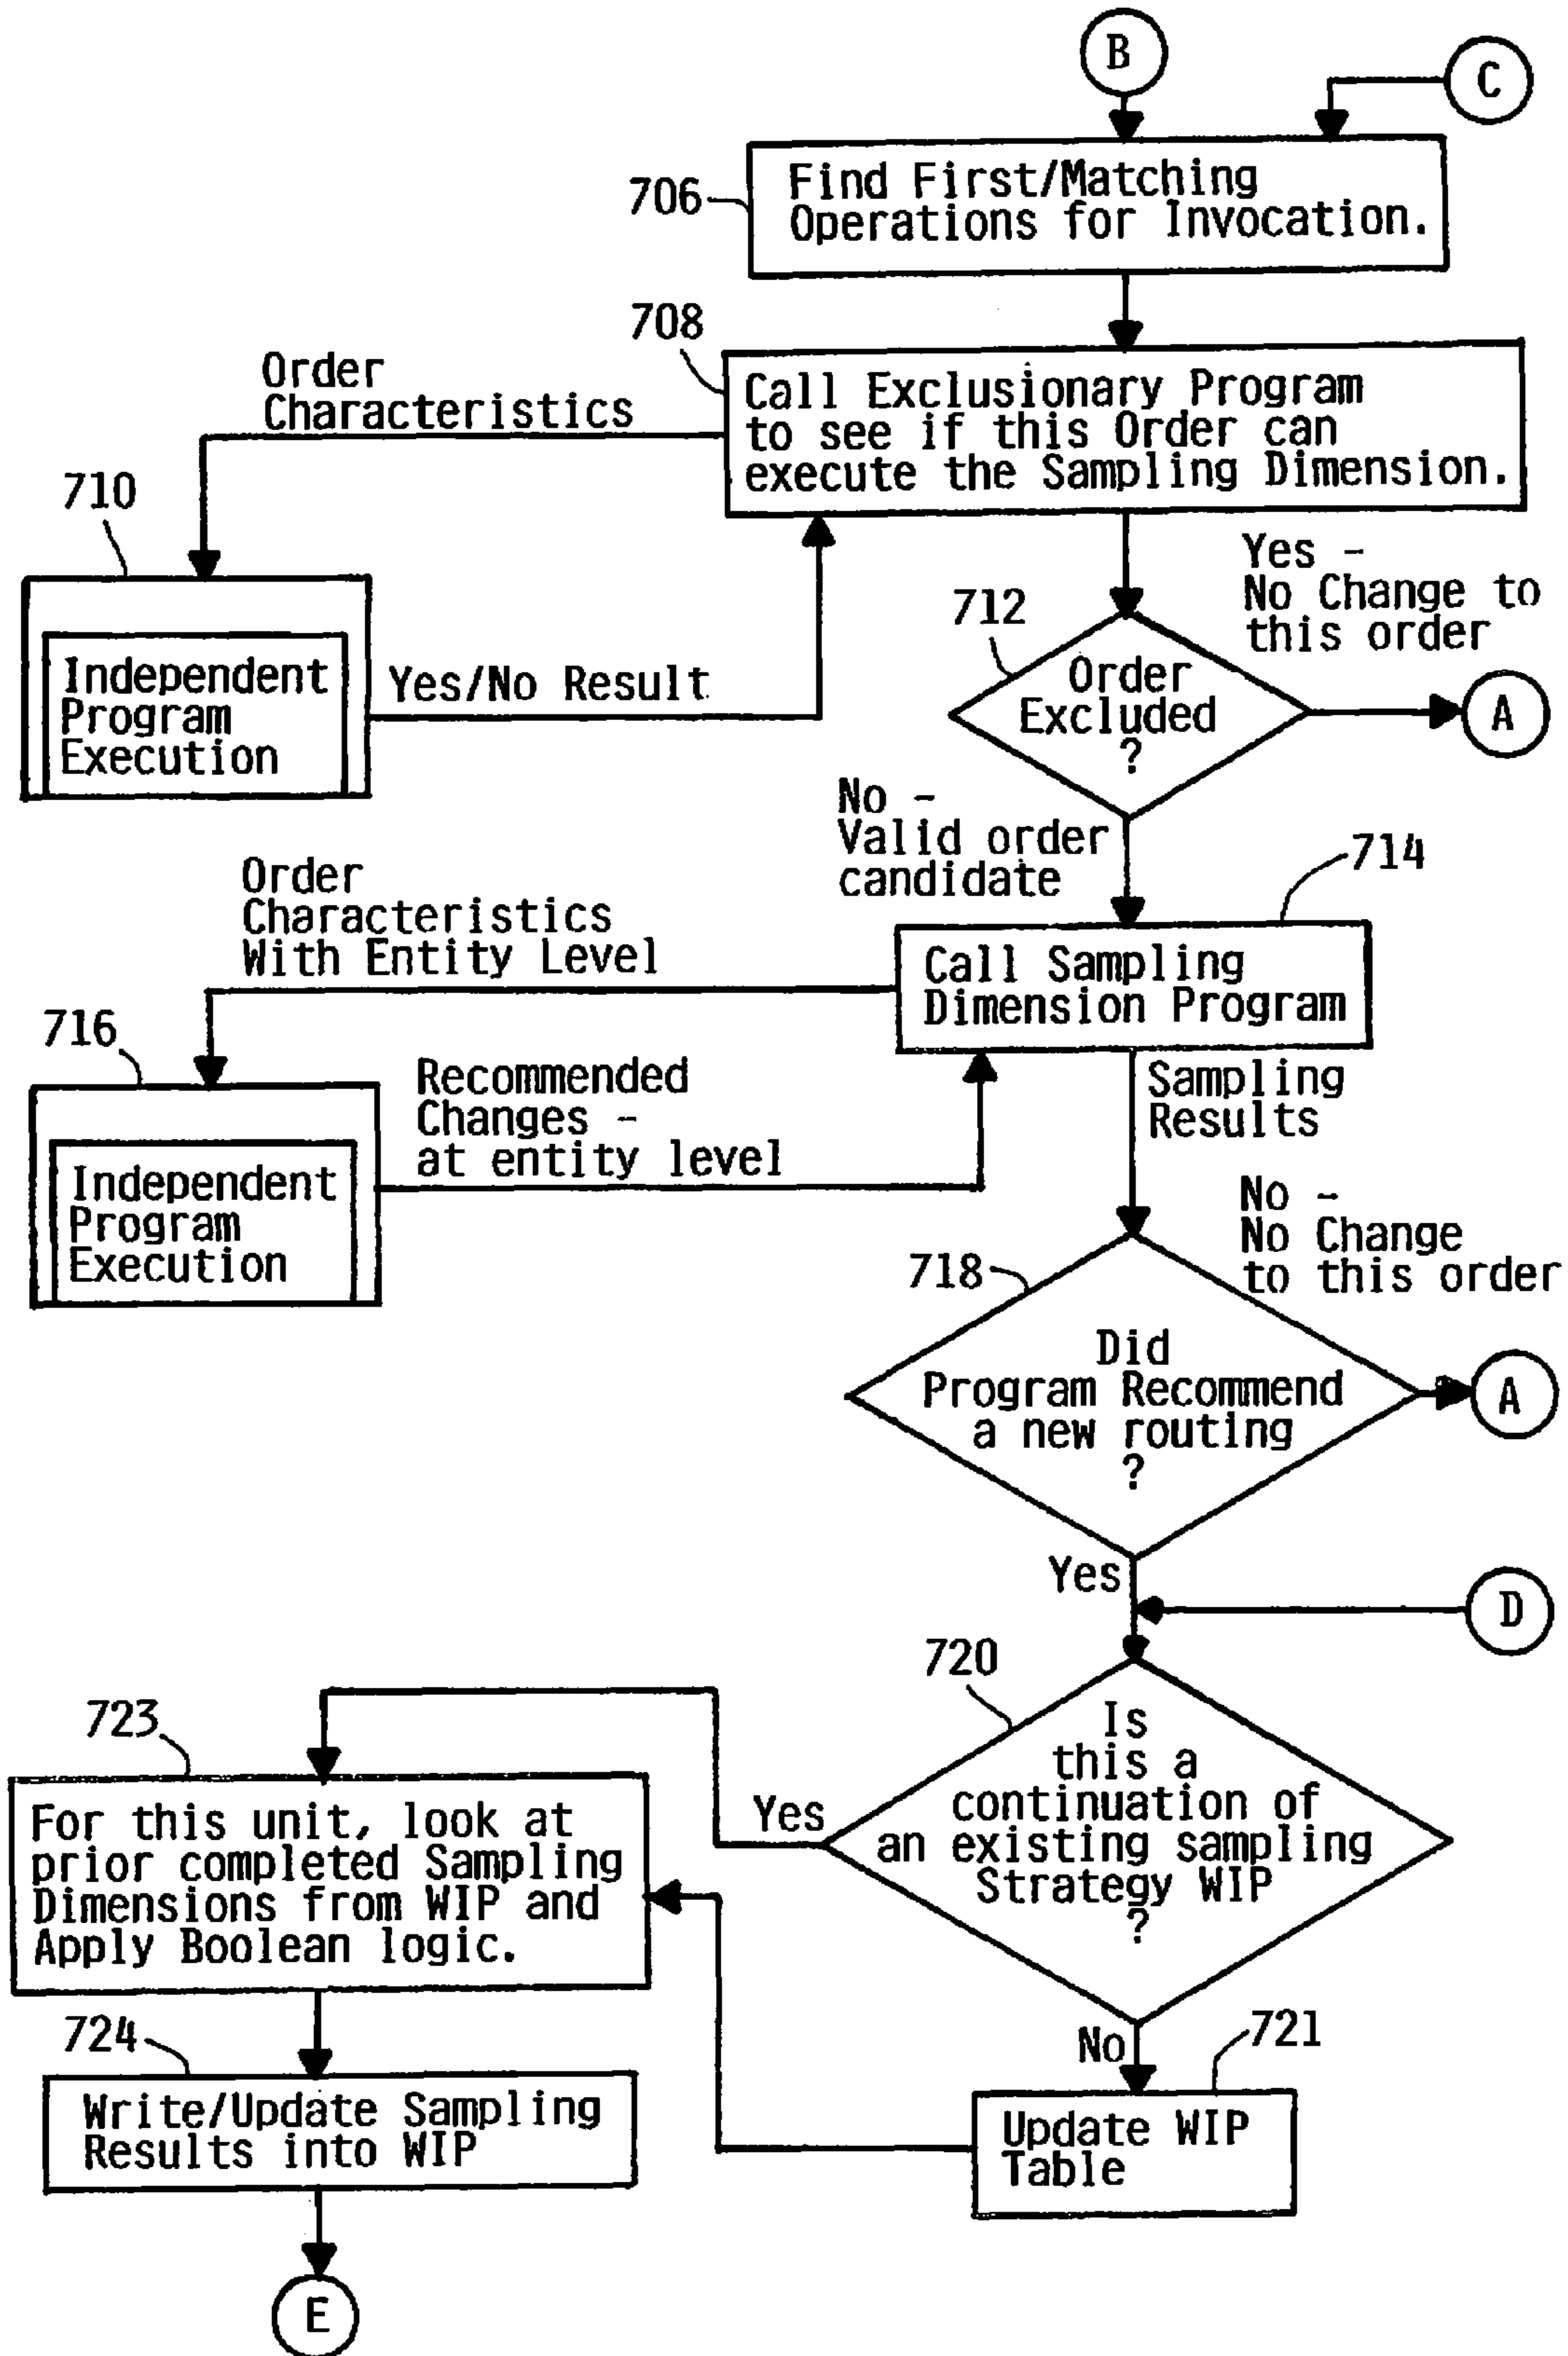 B
C
706
Find First/Matching
Operations for Invocation.
708
Order
Characteristics
Call Exclusionary Program
to see if this Order can
execute the Sampling Dimension.
710
Yes -
No Change to
this order
712
Independent
Program
Execution
Yes/No Result
Order
Excluded
?
A
No -
Valid order
candidate
714
Order
Characteristics
With Entity Level
Call Sampling
Dimension Program
716
Recommended
Changes -
at entity level
Sampling
Results
Independent
Program
Execution
No -
No Change
to this order
718
Did
Program Recommend
a new routing
?
A
Yes
D
720
723
Is
this a
continuation of
an existing sampling
Strategy WIP
?
Yes
For this unit, look at
prior completed Sampling
Dimensions from WIP and
Apply Boolean logic.
724
No
721
Write/Update Sampling
Results into WIP
Update WIP
Table
E